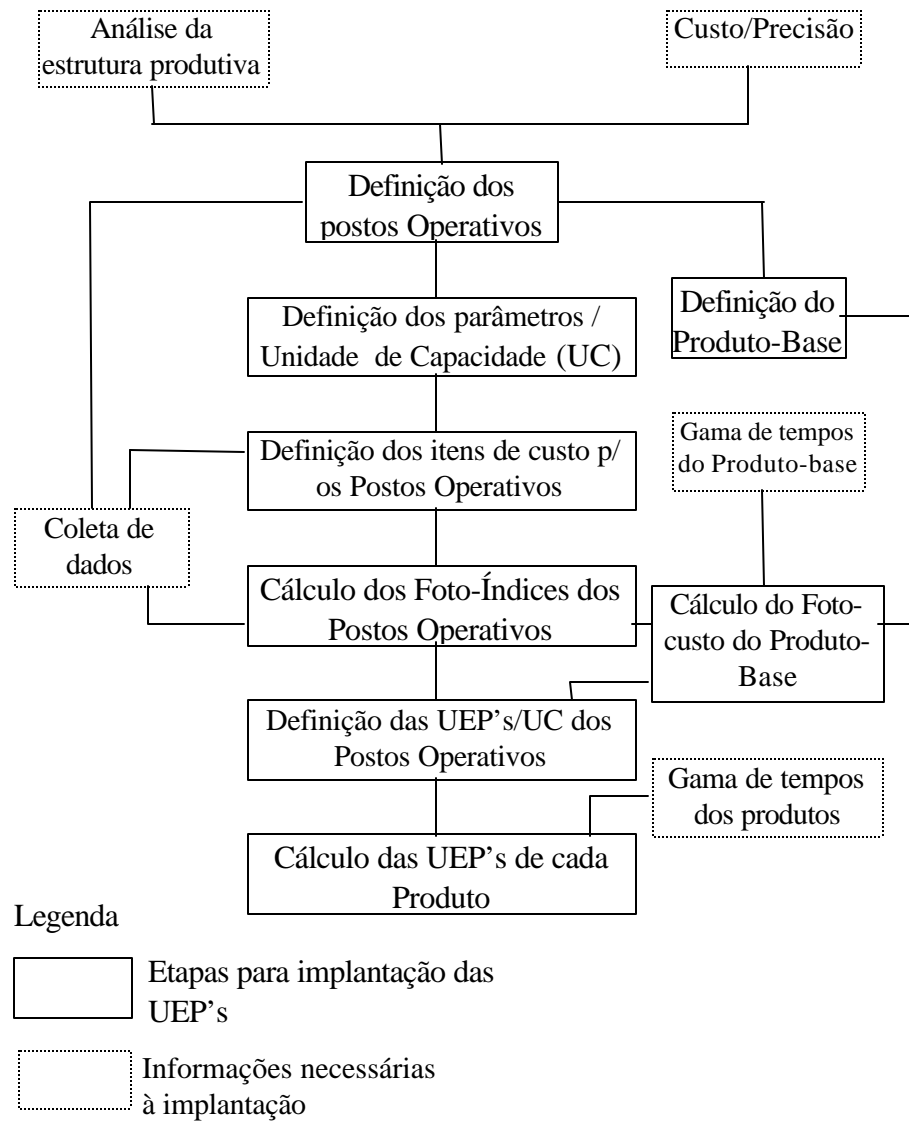 Análise da
estrutura produtiva
Custo/Precisão
Definição dos
postos Operativos
Definição do
Produto-Base
Definição dos parâmetros /
Unidade de Capacidade (UC)
Gama de tempos
do Produto-base
Definição dos itens de custo p/
os Postos Operativos
Coleta de
dados
Cálculo dos Foto-Índices dos
Postos Operativos
Cálculo do Foto-
custo do Produto-
Base
Definição das UEP’s/UC dos
Postos Operativos
Gama de tempos
dos produtos
Cálculo das UEP’s de cada
Produto
Legenda
Etapas para implantação das
UEP’s
Informações necessárias
à implantação